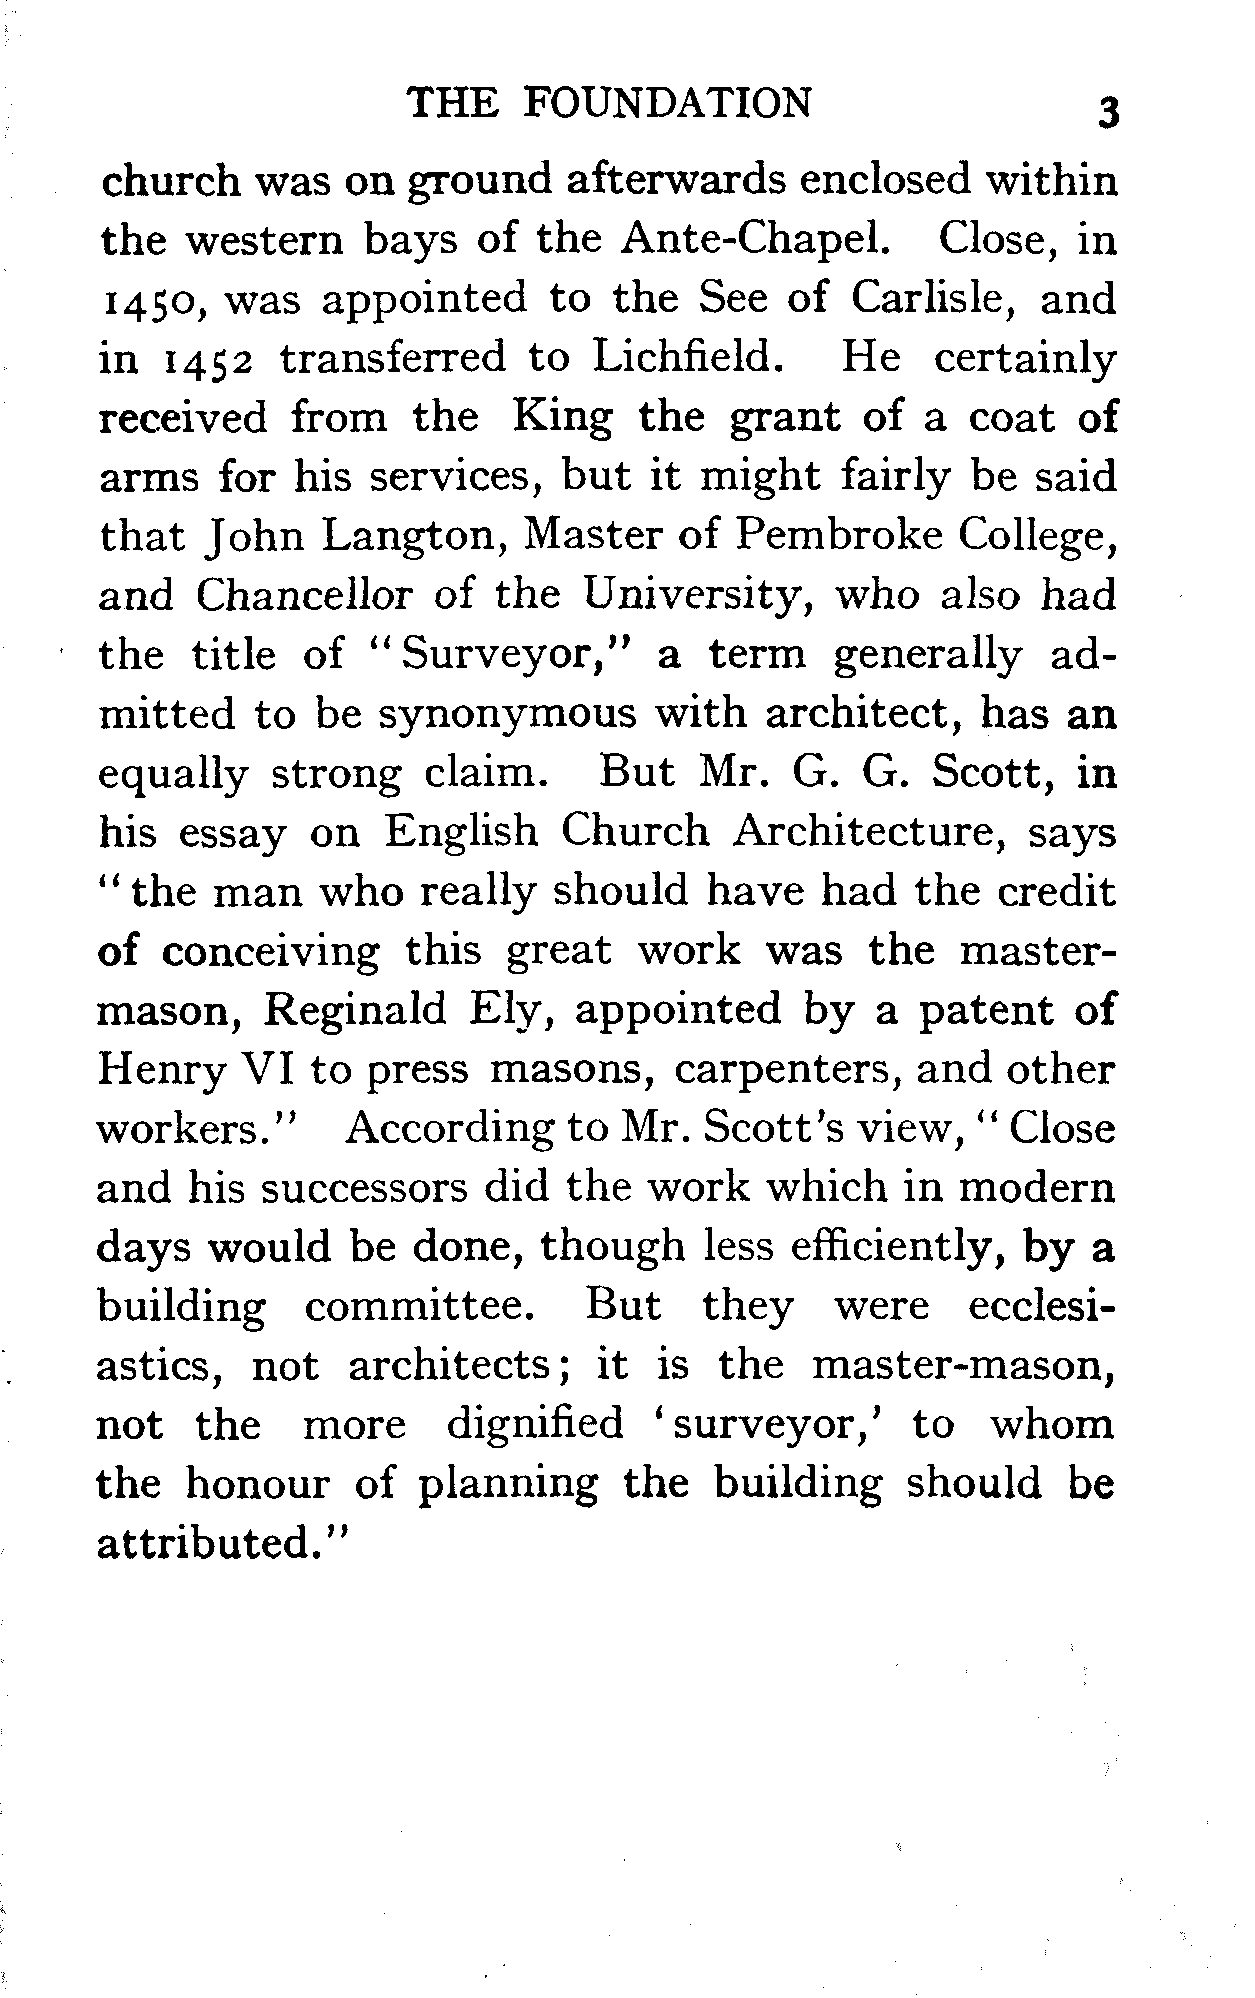 THE FOUNDATION 3
church was on ground afterwards enclosed within
the western bays of the Ante-Chapel. Close, in
1450, was appointed to the See of Carlisle, and
in 1452 transferred to Lichfield. He certainly
received from the King the grant of a coat of
arms for his services, but it might fairly be said
that John Langton, Master of Pembroke College,
and Chancellor of the University, who also had
the title of "Surveyor," a term generally ad-
mitted to be synonymous with architect, has an
equally strong claim. But Mr. G. G. Scott, in
his essay on English Church Architecture, says
"the man who really should have had the credit
of conceiving this great work was the master-
mason, Reginald Ely, appointed by a patent of
Henry VI to press masons, carpenters, and other
workers." According to Mr. Scott's view, "Close
and his successors did the work which in modern
days would be done, though less efficiently, by a
building committee. But they were ecclesi-
astics, not architects; it is the master-mason,
not the more dignified 'surveyor,' to whom
the honour of planning the building should be
attributed."